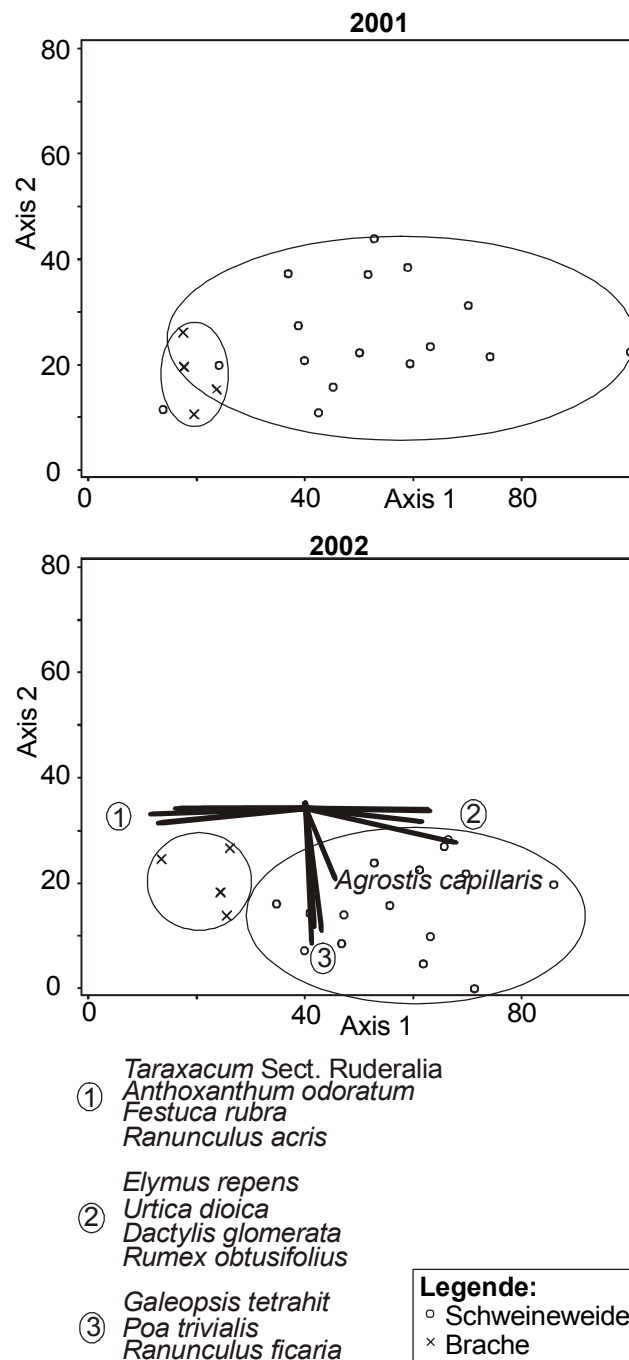 2001
80
60
40
20
0
Axis 2
0 40 80
Axis 1
2002
80
60
40
20
0
Axis 2
1
2
Agrostis capillaris
3
0 40 80
Axis 1
1
Taraxacum Sect. Ruderalia
Anthoxanthum odoratum
Festuca rubra
Ranunculus acris
2
Elymus repens
Urtica dioica
Dactylis glomerata
Rumex obtusifolius
3
Galeopsis tetrahit
Poa trivialis
Ranunculus ficaria
Legende:
Schweineweide
Brache